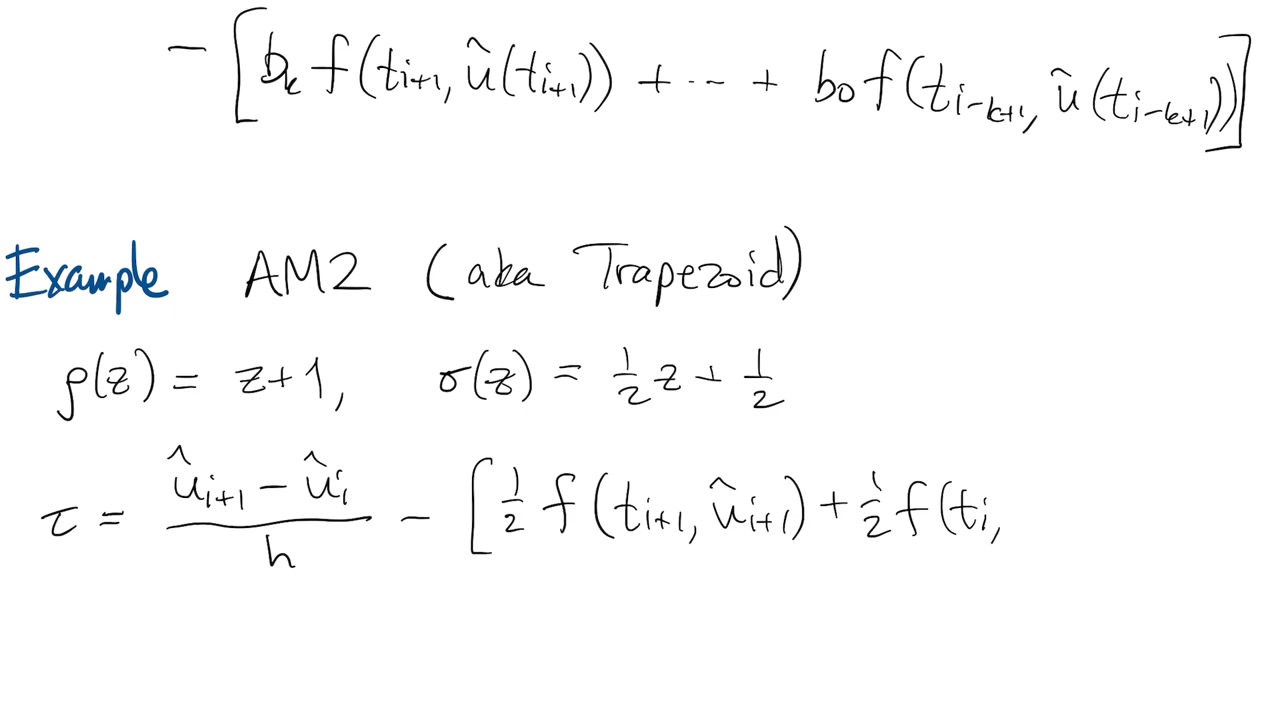 − [b_k f(t_{i+1}, û(t_{i+1})) + ⋯ + b_0 f(t_{i−k+1}, û(t_{i−k+1}))]
Example AM2 (aka Trapezoid)
ρ(z) = z+1, σ(z) = 1/2 z + 1/2
τ = (û_{i+1} − û_i)/h − [1/2 f(t_{i+1}, û_{i+1}) + 1/2 f(t_i,